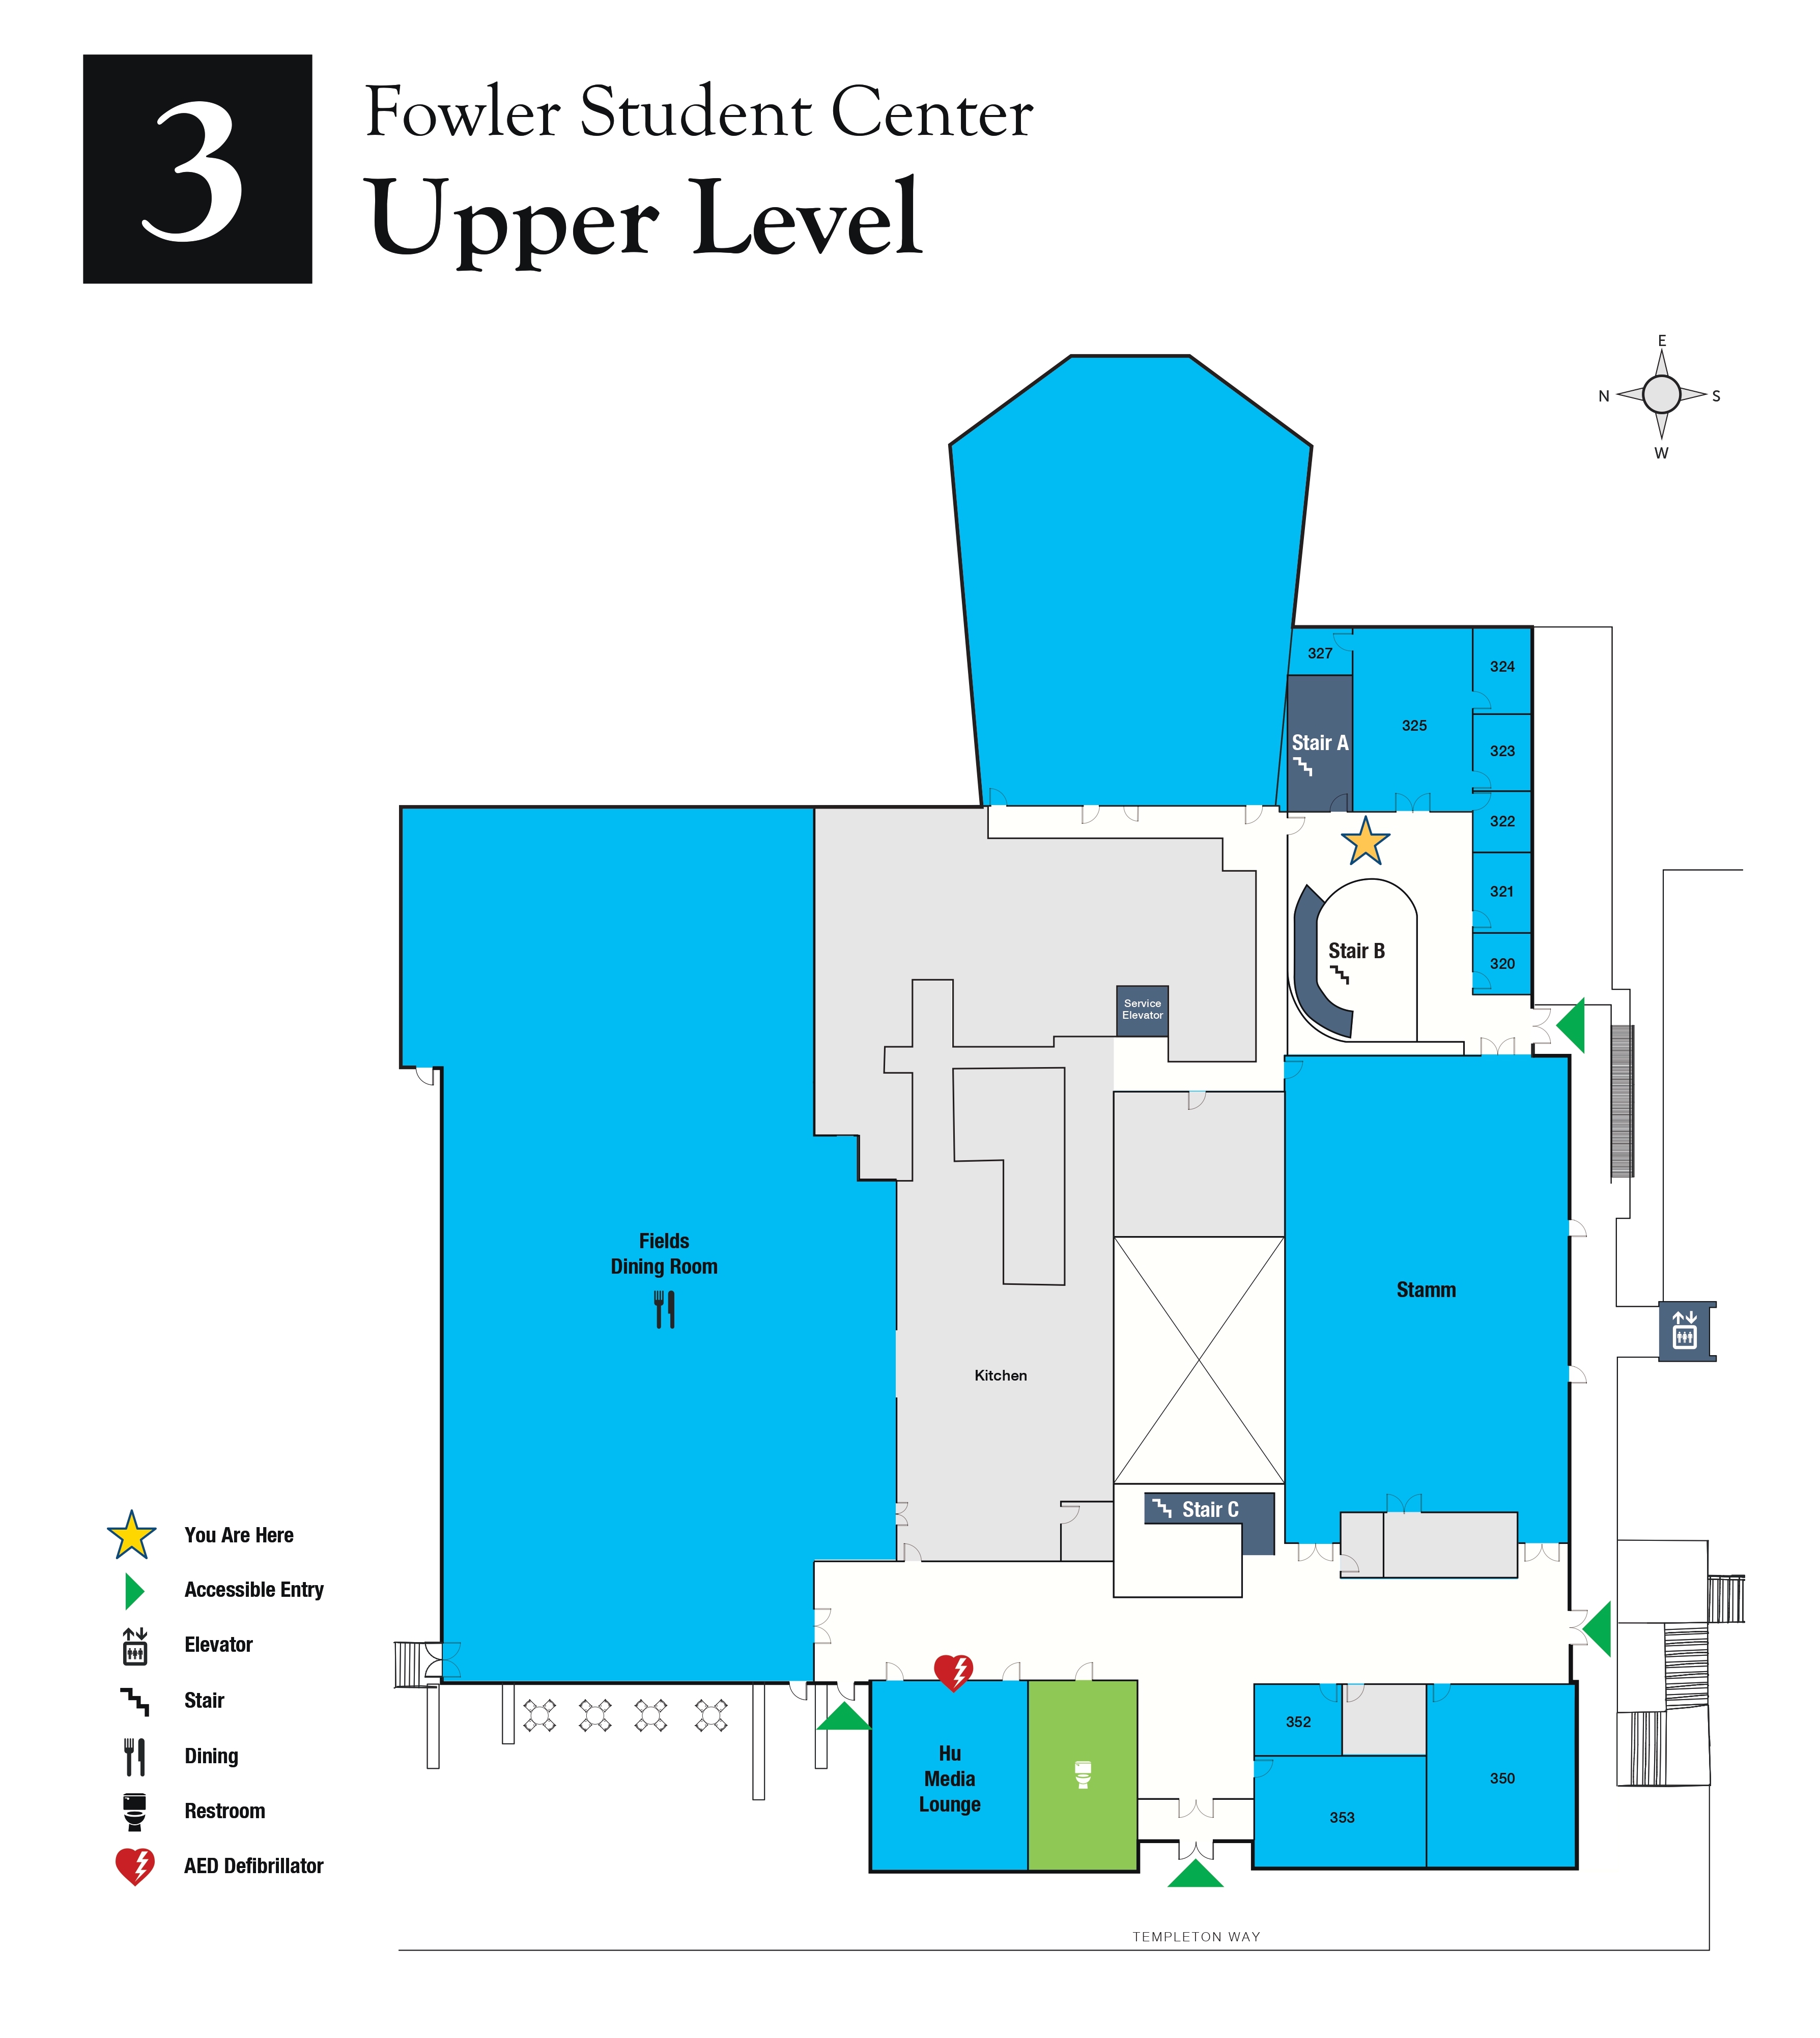 3
Fowler Student Center
Upper Level
E
N
S
W
327
324
325
Stair A
323
322
321
Stair B
320
Service
Elevator
Fields
Dining Room
Stamm
Kitchen
Stair C
You Are Here
Accessible Entry
Elevator
Stair
Dining
Restroom
AED Defibrillator
352
Hu
Media
Lounge
350
353
TEMPLETON WAY